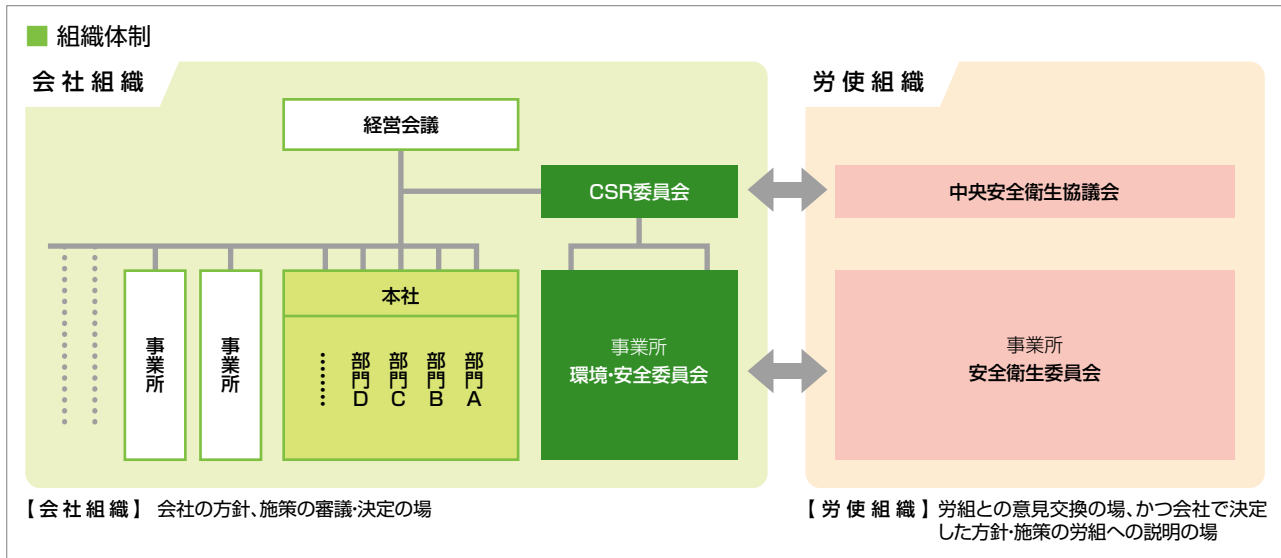 組織体制
会社組織
労使組織
経営会議
CSR委員会
中央安全衛生協議会
事業所
事業所
本社
………
部門D
部門C
部門B
部門A
事業所
環境・安全委員会
事業所
安全衛生委員会
【会社組織】 会社の方針、施策の審議・決定の場
【労使組織】 労組との意見交換の場、かつ会社で決定
した方針・施策の労組への説明の場